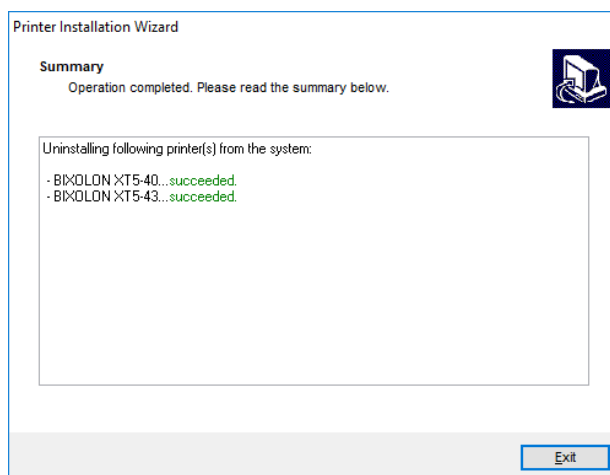 Printer Installation Wizard
Summary
Operation completed. Please read the summary below.
Uninstalling following printer(s) from the system:
- BIXOLON XT5-40...succeeded.
- BIXOLON XT5-43...succeeded.
Exit